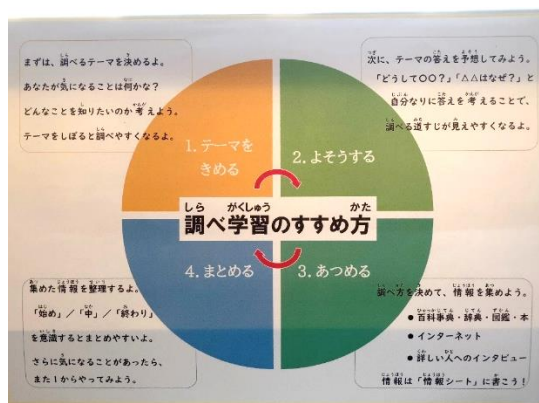 まずは、調べるテーマを決めるよ。
あなたが気になることは何かな?
どんなことを知りたいのか考えよう。
テーマをしぼると調べやすくなるよ。
次に、テーマの答えを予想してみよう。
「どうして〇〇?」「△△はなぜ?」と
自分なりに答えを考えることで、
調べる道すじが見えやすくなるよ。
1.テーマを
きめる
2.よそうする
調べ学習のすすめ方
4.まとめる
3.あつめる
集めた情報を整理するよ。
「始め」/「中」/「終わり」
を意識するとまとめやすいよ。
さらに気になることがあったら、
また1からやってみよう。
調べ方を決めて、情報を集めよう。
●百科事典・辞典・図鑑・本
●インターネット
●詳しい人へのインタビュー
情報は「情報シート」に書こう!